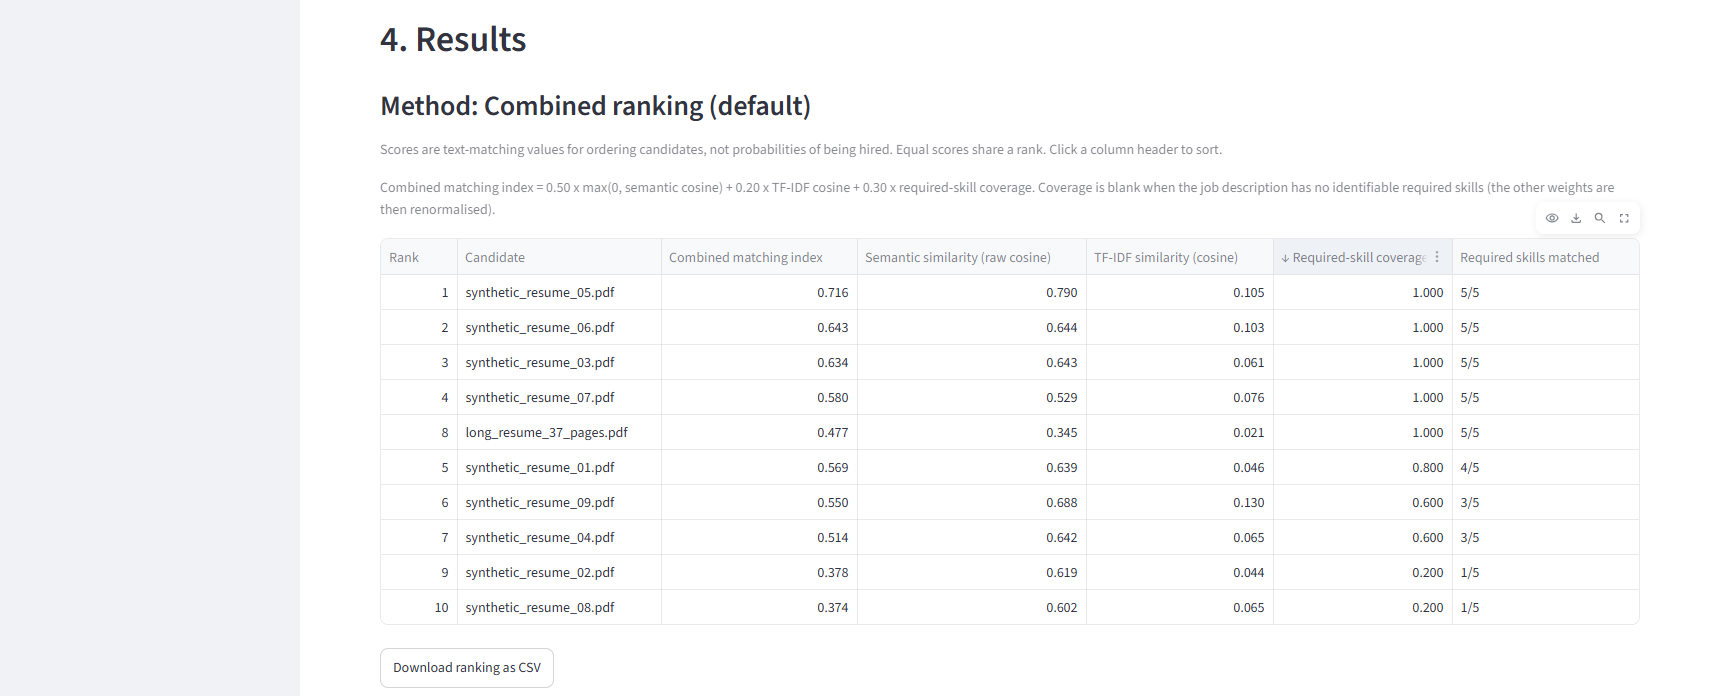 4. Results
Method: Combined ranking (default)
Scores are text-matching values for ordering candidates, not probabilities of being hired. Equal scores share a rank. Click a column header to sort.
Combined matching index = 0.50 x max(0, semantic cosine) + 0.20 x TF-IDF cosine + 0.30 x required-skill coverage. Coverage is blank when the job description has no identifiable required skills (the other weights are
then renormalised).
Rank Candidate Combined matching index Semantic similarity (raw cosine) TF-IDF similarity (cosine) ↓ Required-skill coverag Required skills matched
1 synthetic_resume_05.pdf 0.716 0.790 0.105 1.000 5/5
2 synthetic_resume_06.pdf 0.643 0.644 0.103 1.000 5/5
3 synthetic_resume_03.pdf 0.634 0.643 0.061 1.000 5/5
4 synthetic_resume_07.pdf 0.580 0.529 0.076 1.000 5/5
8 long_resume_37_pages.pdf 0.477 0.345 0.021 1.000 5/5
5 synthetic_resume_01.pdf 0.569 0.639 0.046 0.800 4/5
6 synthetic_resume_09.pdf 0.550 0.688 0.130 0.600 3/5
7 synthetic_resume_04.pdf 0.514 0.642 0.065 0.600 3/5
9 synthetic_resume_02.pdf 0.378 0.619 0.044 0.200 1/5
10 synthetic_resume_08.pdf 0.374 0.602 0.065 0.200 1/5
Download ranking as CSV